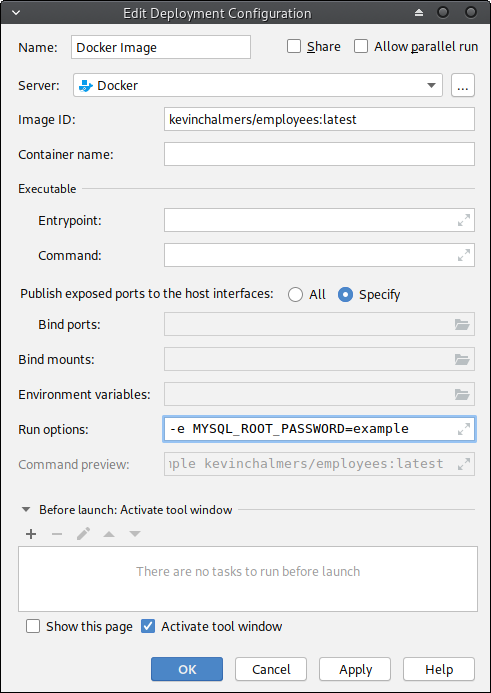 Edit Deployment Configuration
Name: Docker Image Share Allow parallel run
Server: Docker ...
Image ID: kevinchalmers/employees:latest
Container name:
Executable
Entrypoint:
Command:
Publish exposed ports to the host interfaces: All Specify
Bind ports:
Bind mounts:
Environment variables:
Run options: -e MYSQL_ROOT_PASSWORD=example
Command preview: mple kevinchalmers/employees:latest
Before launch: Activate tool window
There are no tasks to run before launch
Show this page Activate tool window
OK Cancel Apply Help